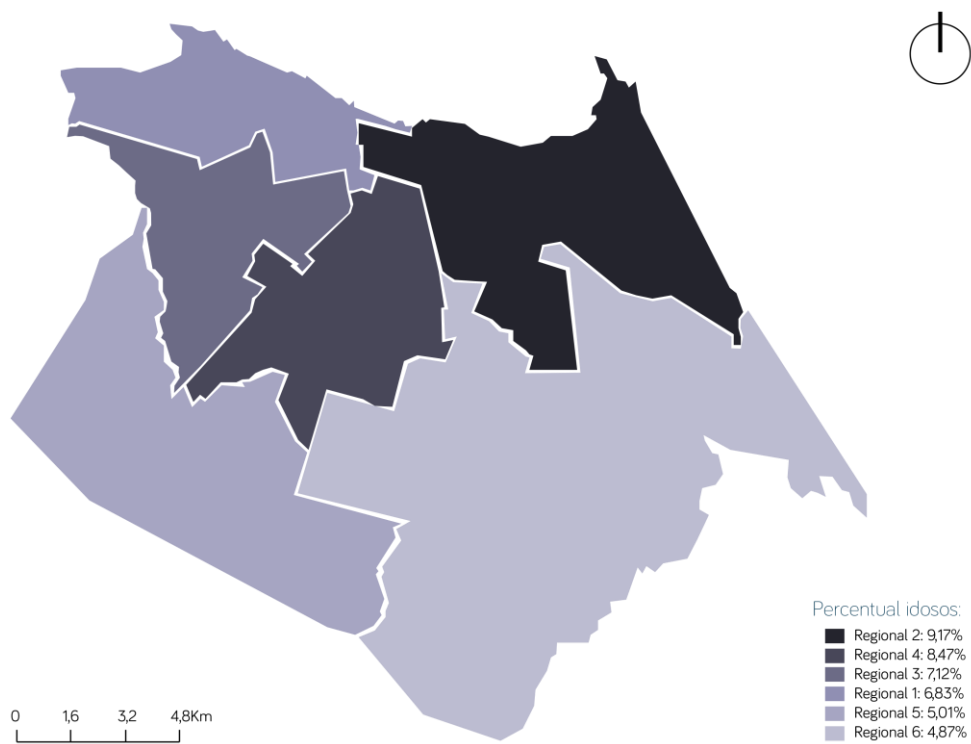 Percentual idosos:
Regional 2: 9,17%
Regional 4: 8,47%
Regional 3: 7,12%
Regional 1: 6,83%
Regional 5: 5,01%
Regional 6: 4,87%
0 1,6 3,2 4,8Km